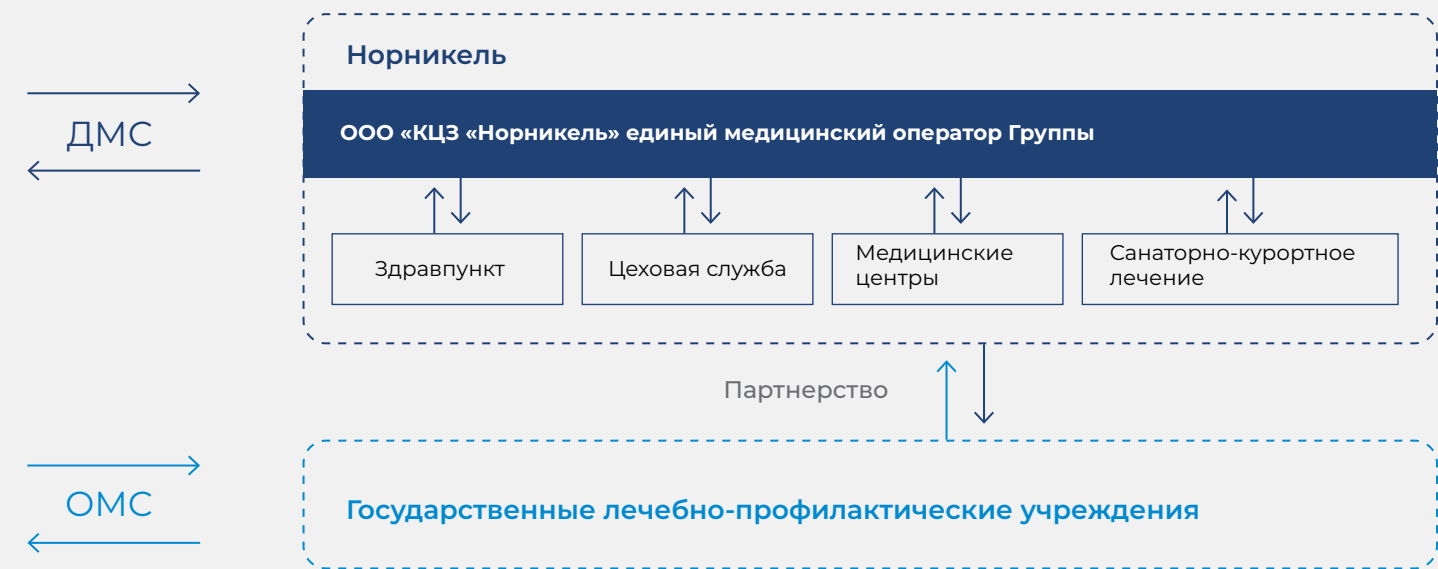 Норникель
ДМС
ООО «КЦЗ «Норникель» единый медицинский оператор Группы
Здравпункт
Цеховая служба
Медицинские
центры
Санаторно-курортное
лечение
Партнерство
ОМС
Государственные лечебно-профилактические учреждения